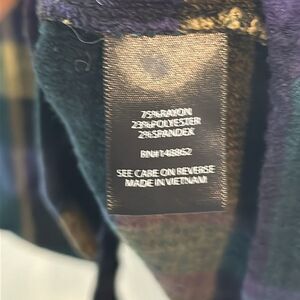 75%RAYON
23%POLYESTER
2%SPANDEX
RN#148862
SEE CARE ON REVERSE
MADE IN VIETNAM